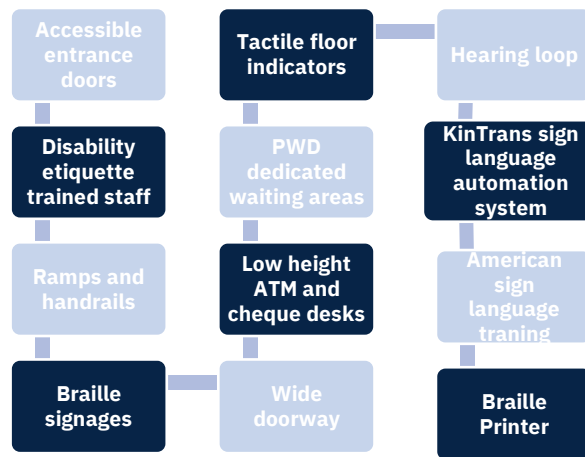 Accessible
entrance
doors
Disability
etiquette
trained staff
Ramps and
handrails
Braille
signages
Wide
doorway
Low height
ATM and
cheque desks
PWD
dedicated
waiting areas
Tactile floor
indicators
Hearing loop
KinTrans sign
language
automation
system
American
sign
language
traning
Braille
Printer